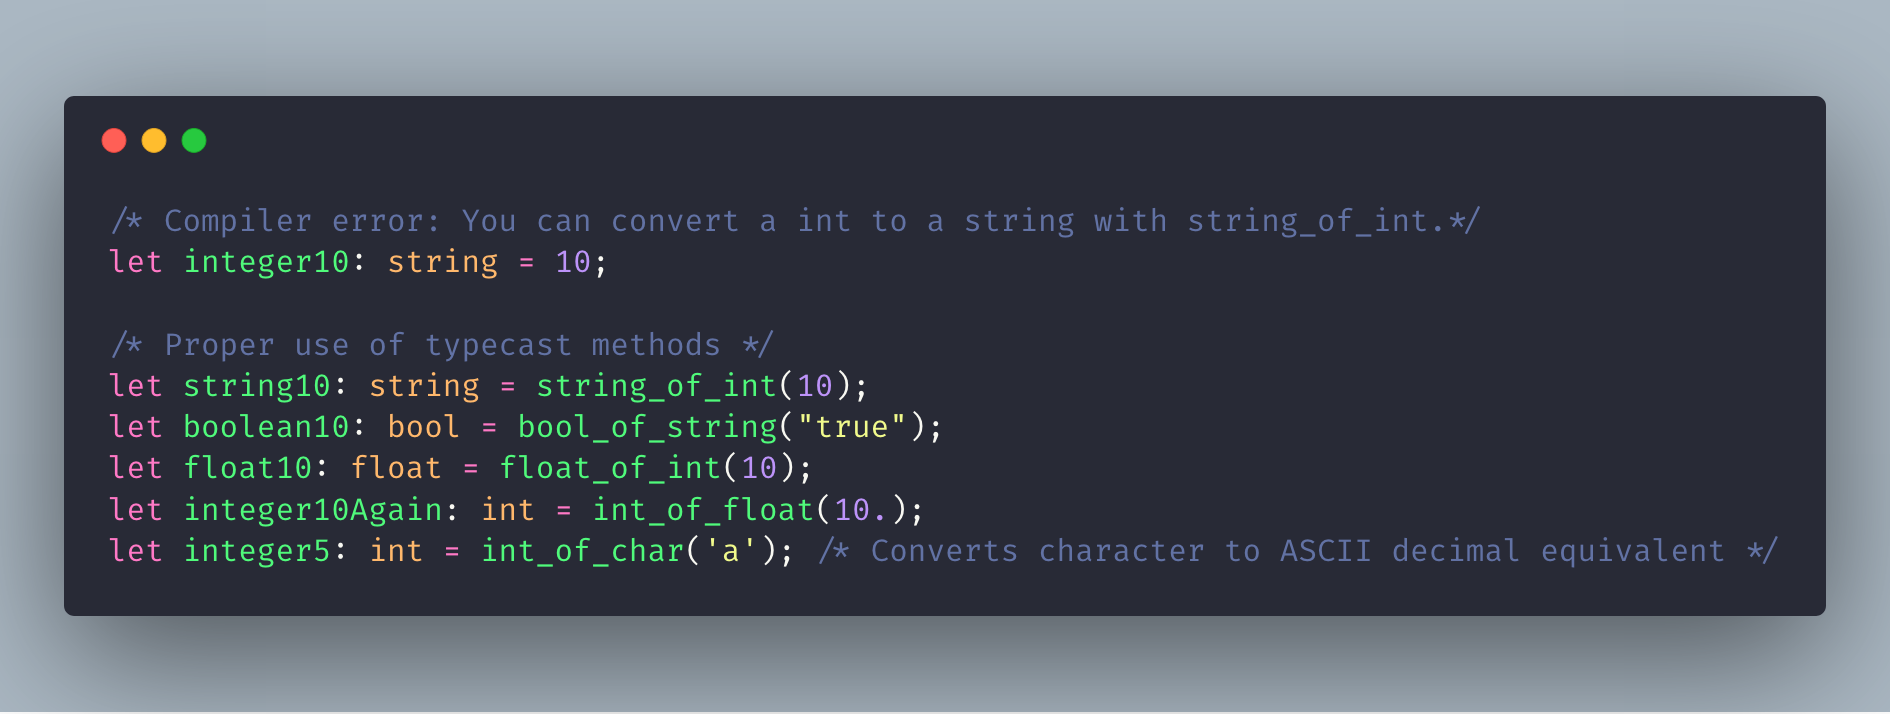 /* Compiler error: You can convert a int to a string with string_of_int.*/
let integer10: string = 10;
/* Proper use of typecast methods */
let string10: string = string_of_int(10);
let boolean10: bool = bool_of_string("true");
let float10: float = float_of_int(10);
let integer10Again: int = int_of_float(10.);
let integer5: int = int_of_char('a'); /* Converts character to ASCII decimal equivalent */